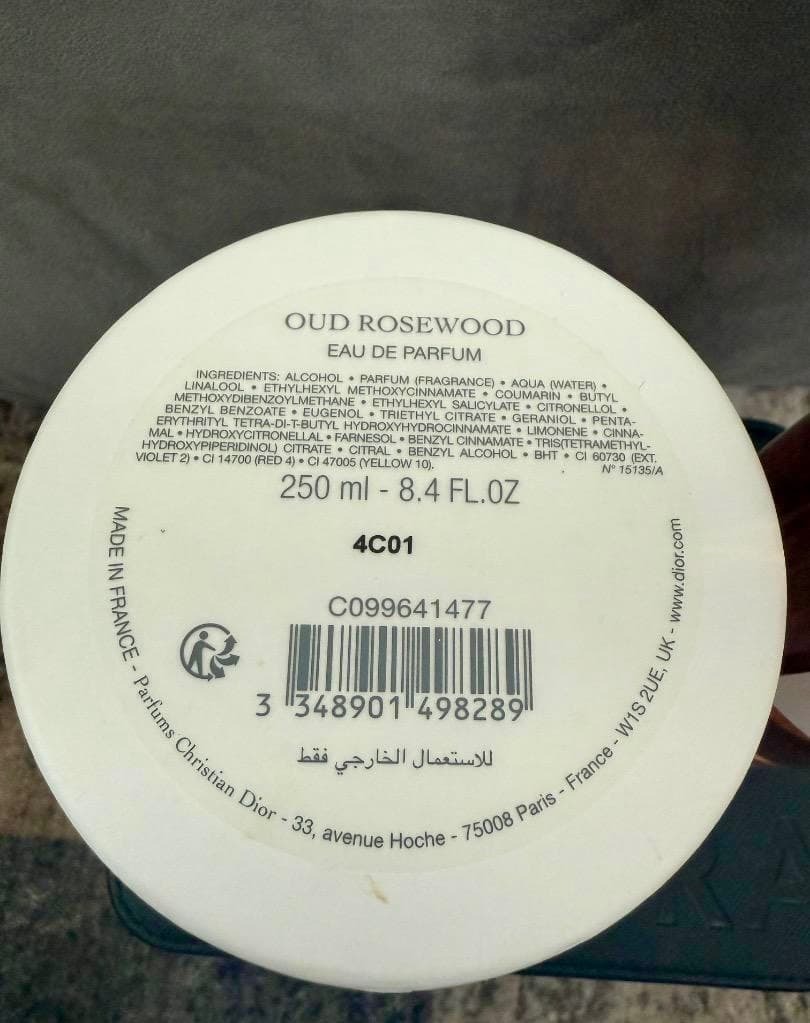 OUD ROSEWOOD
EAU DE PARFUM
INGREDIENTS: ALCOHOL • PARFUM (FRAGRANCE) • AQUA (WATER) •
LINALOOL • ETHYLHEXYL METHOXYCINNAMATE • COUMARIN • BUTYL
METHOXYDIBENZOYLMETHANE • ETHYLHEXYL SALICYLATE • CITRONELLOL •
BENZYL BENZOATE • EUGENOL • TRIETHYL CITRATE • GERANIOL • PENTA-
ERYTHRITYL TETRA-DI-T-BUTYL HYDROXYHYDROCINNAMATE • LIMONENE • CINNA-
MAL • HYDROXYCITRONELLAL • FARNESOL • BENZYL CINNAMATE • TRIS(TETRAMETHYL-
HYDROXYPIPERIDINOL) CITRATE • CITRAL • BENZYL ALCOHOL • BHT • CI 60730 (EXT.
VIOLET 2) • CI 14700 (RED 4) • CI 47005 (YELLOW 10). N° 15135/A
250 ml - 8.4 FL.OZ
4C01
C099641477
3 348901 498289
للاستعمال الخارجي فقط
MADE IN FRANCE - Parfums Christian Dior - 33, avenue Hoche - 75008 Paris - France - W1S 2UE, UK - www.dior.com